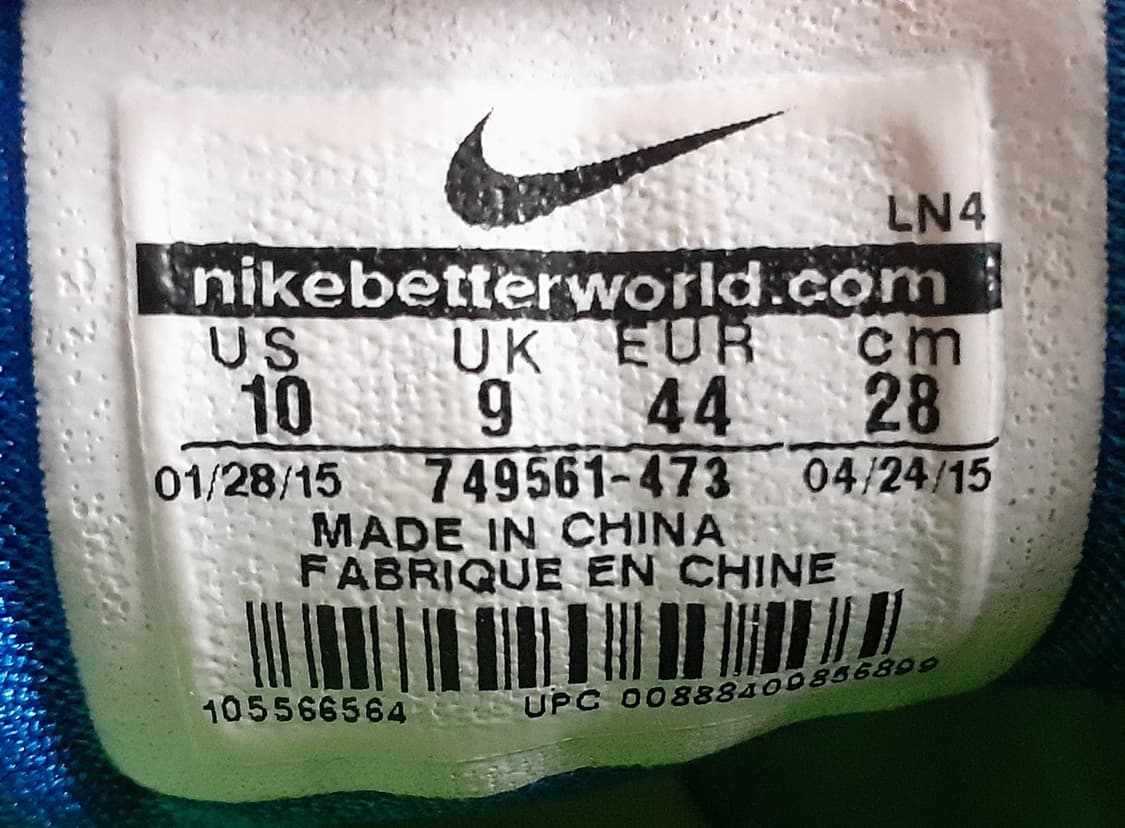 LN4
nikebetterworld.com
US UK EUR cm
10 9 44 28
01/28/15 749561-473 04/24/15
MADE IN CHINA
FABRIQUE EN CHINE
105566564 UPC 00888409856899